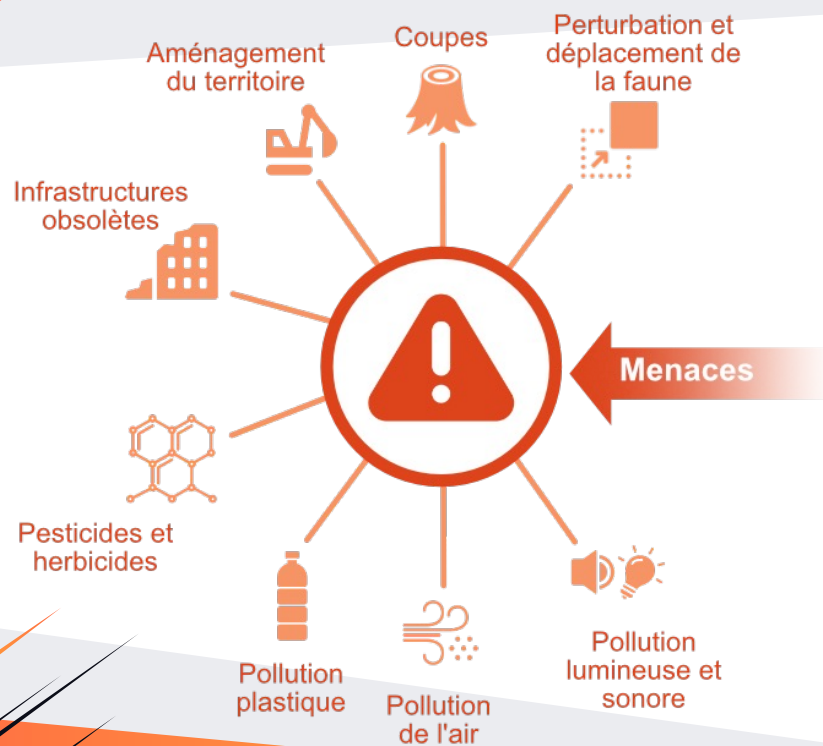 Coupes
Perturbation et
déplacement de
la faune
Aménagement
du territoire
Infrastructures
obsolètes
Menaces
Pesticides et
herbicides
Pollution
plastique
Pollution
de l'air
Pollution
lumineuse et
sonore